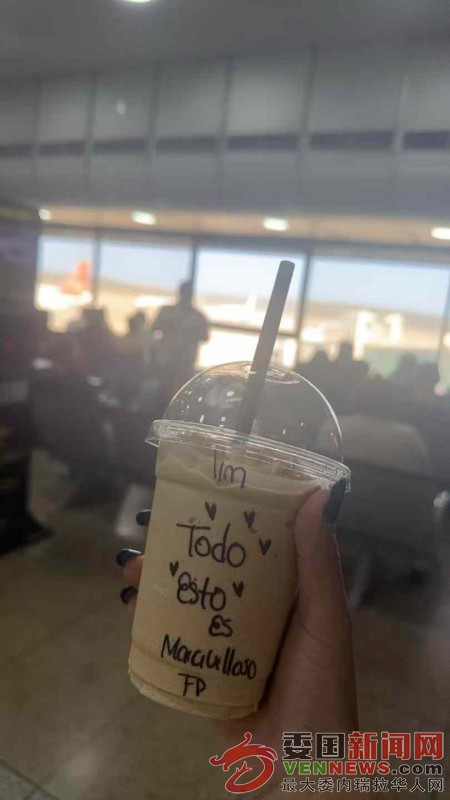 Tim
Todo
esto
es
Maravilloso
FP
委国新闻网
VENNEWS.com
最大委内瑞拉华人网